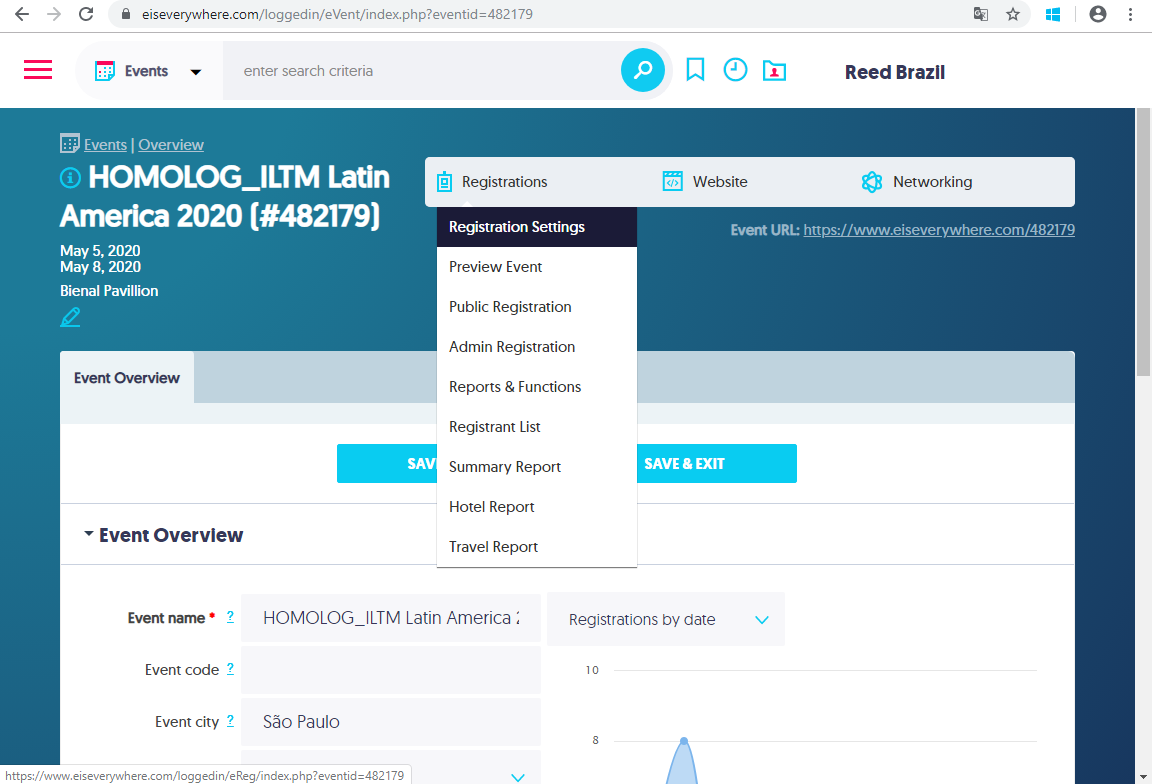 eiseverywhere.com/loggedin/eVent/index.php?eventid=482179
Events
enter search criteria
Reed Brazil
Events | Overview
HOMOLOG_ILTM Latin
America 2020 (#482179)
May 5, 2020
May 8, 2020
Bienal Pavillion
Registrations
Website
Networking
Event URL: https://www.eiseverywhere.com/482179
Registration Settings
Preview Event
Public Registration
Admin Registration
Reports & Functions
Registrant List
Summary Report
Hotel Report
Travel Report
Event Overview
SAVE & EXIT
Event Overview
Event name * ? HOMOLOG_ILTM Latin America
Event code ?
Event city ? São Paulo
Registrations by date
10
8
https://www.eiseverywhere.com/loggedin/eReg/index.php?eventid=482179